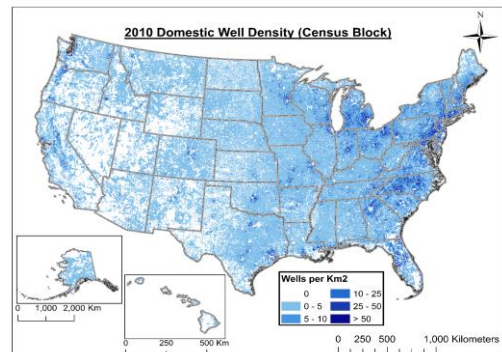 N
2010 Domestic Well Density (Census Block)
Wells per Km2
0
0 - 5
5 - 10
10 - 25
25 - 50
> 50
0 1,000 2,000 Km
0 500 Km
0 250 500 1,000 Kilometers